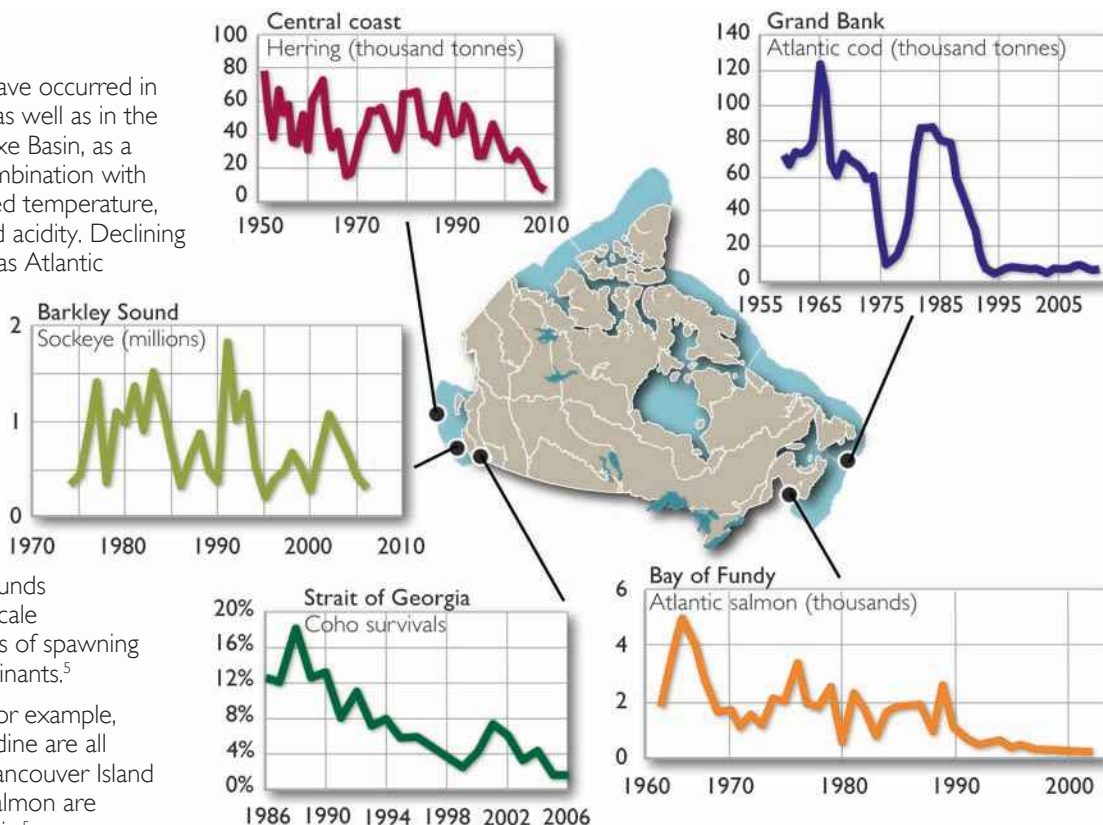 ave occurred in
as well as in the
xe Basin, as a
mbination with
ed temperature,
d acidity. Declining
as Atlantic
unds
cale
s of spawning
inants.5
or example,
dine are all
ancouver Island
almon are
Central coast
Herring (thousand tonnes)
100
80
60
40
20
0
1950 1970 1990 2010
Grand Bank
Atlantic cod (thousand tonnes)
140
120
100
80
60
40
20
0
1955 1965 1975 1985 1995 2005
Barkley Sound
Sockeye (millions)
2
1
0
1970 1980 1990 2000 2010
Strait of Georgia
Coho survivals
20%
16%
12%
8%
4%
0%
1986 1990 1994 1998 2002 2006
Bay of Fundy
Atlantic salmon (thousands)
6
4
2
0
1960 1970 1980 1990 2000